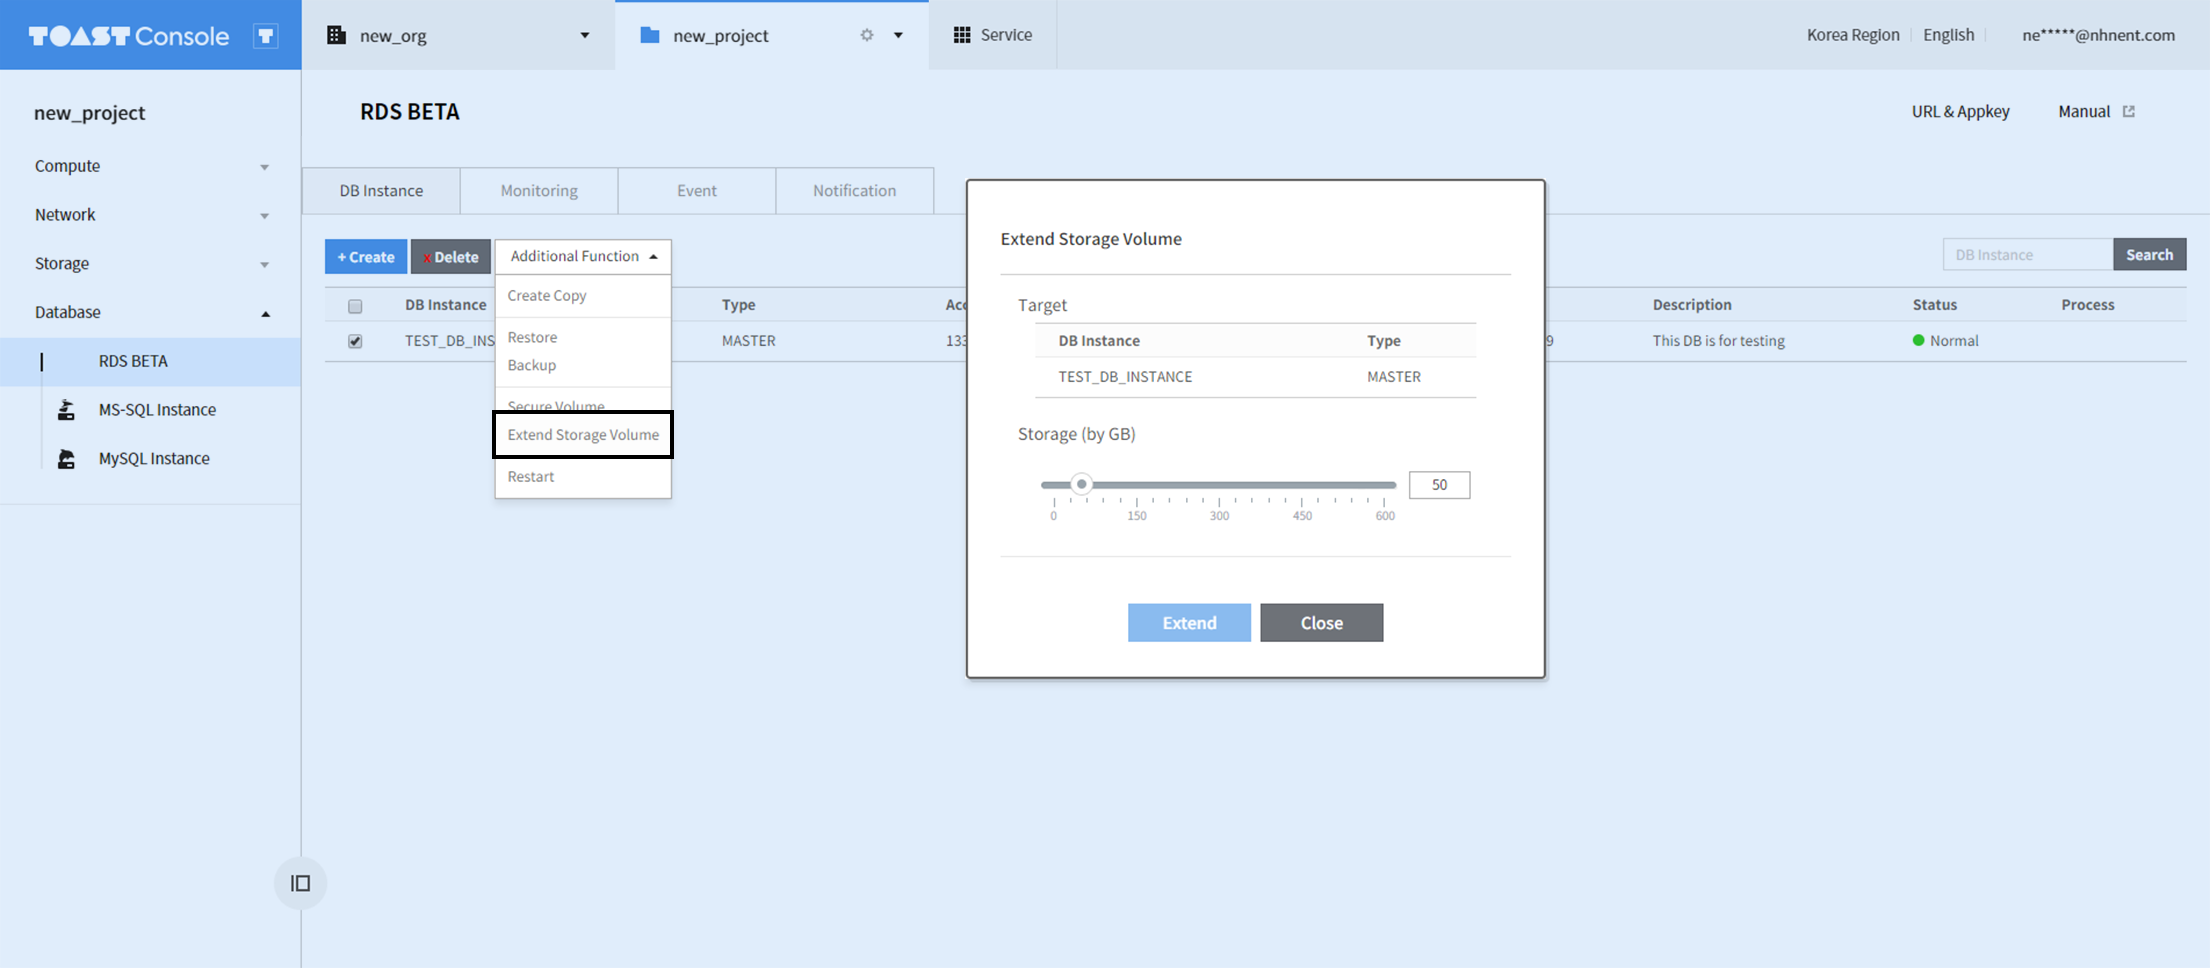 TOAST Console
new_org
new_project
Service
Korea Region
English
ne*****@nhnent.com
new_project
Compute
Network
Storage
Database
RDS BETA
MS-SQL Instance
MySQL Instance
RDS BETA
URL & Appkey
Manual
DB Instance
Monitoring
Event
Notification
+ Create
x Delete
Additional Function
DB Instance
Search
DB Instance
Type
Acc
Description
Status
Process
TEST_DB_INS
MASTER
133
9
This DB is for testing
Normal
Create Copy
Restore
Backup
Secure Volume
Extend Storage Volume
Restart
Extend Storage Volume
Target
DB Instance
Type
TEST_DB_INSTANCE
MASTER
Storage (by GB)
50
0
150
300
450
600
Extend
Close